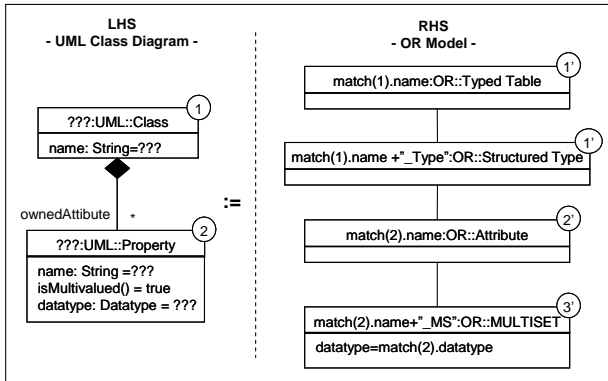 LHS
- UML Class Diagram -
1
???:UML::Class
name: String=???
ownedAttibute
*
2
???:UML::Property
name: String =???
isMultivalued() = true
datatype: Datatype = ???
:=
RHS
- OR Model -
1'
match(1).name:OR::Typed Table
1'
match(1).name +"_Type":OR::Structured Type
2'
match(2).name:OR::Attribute
3'
match(2).name+"_MS":OR::MULTISET
datatype=match(2).datatype